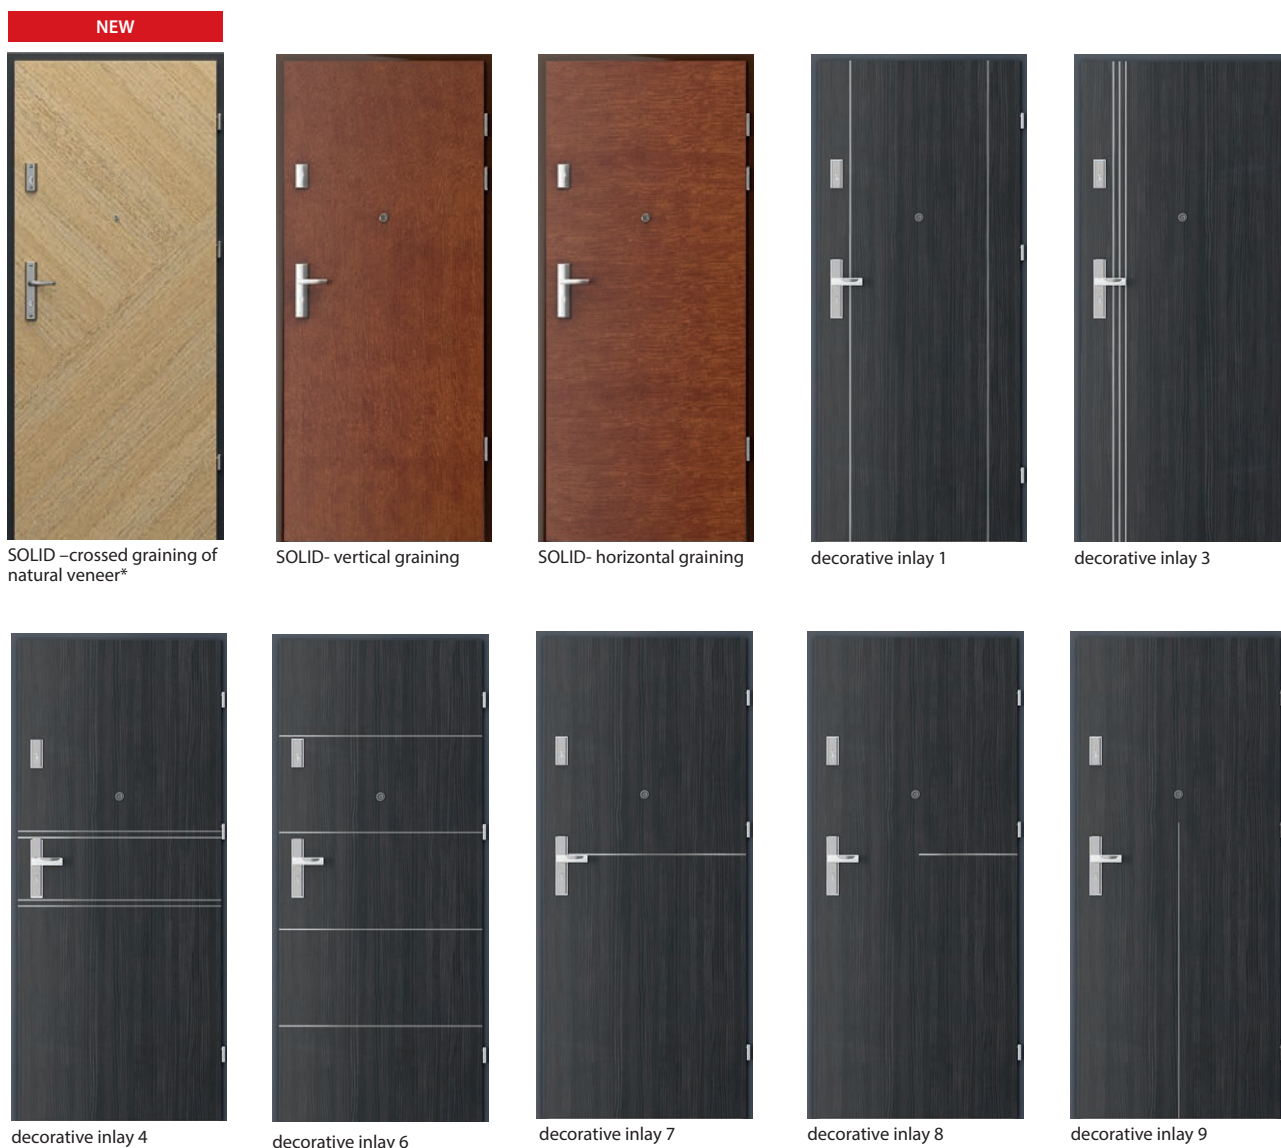 NEW
SOLID –crossed graining of
natural veneer*
SOLID- vertical graining
SOLID- horizontal graining
decorative inlay 1
decorative inlay 3
decorative inlay 4
decorative inlay 6
decorative inlay 7
decorative inlay 8
decorative inlay 9